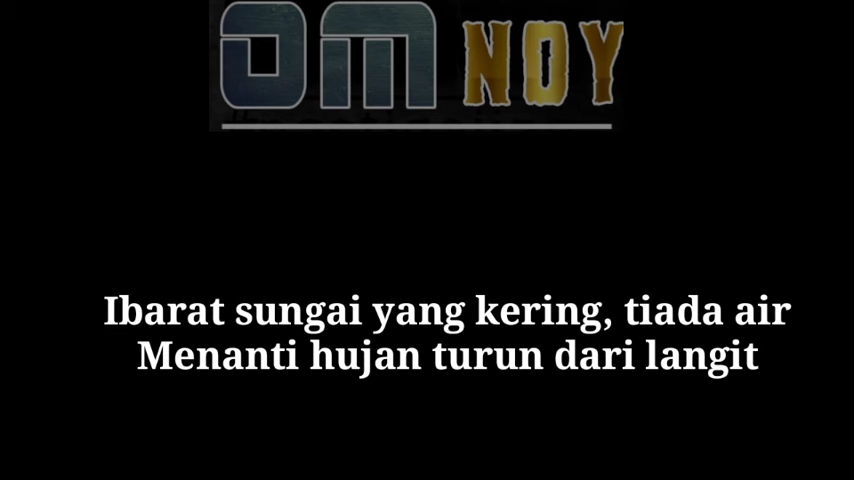 OM NOY
Ibarat sungai yang kering, tiada air
Menanti hujan turun dari langit